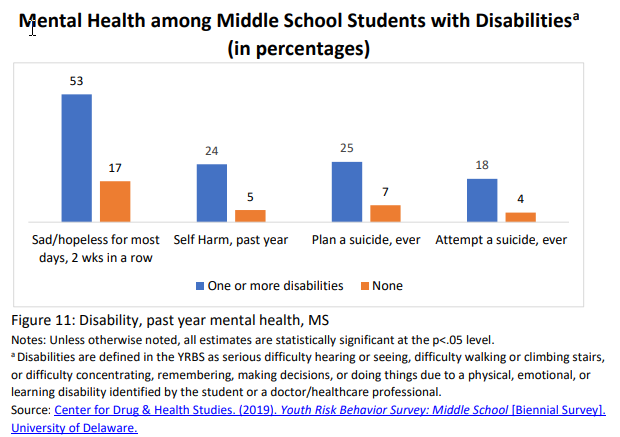 Mental Health among Middle School Students with Disabilitiesª
(in percentages)
53
17
24
5
25
7
18
4
Sad/hopeless for most
days, 2 wks in a row
Self Harm, past year
Plan a suicide, ever
Attempt a suicide, ever
One or more disabilities
None
Figure 11: Disability, past year mental health, MS
Notes: Unless otherwise noted, all estimates are statistically significant at the p<.05 level.
ª Disabilities are defined in the YRBS as serious difficulty hearing or seeing, difficulty walking or climbing stairs,
or difficulty concentrating, remembering, making decisions, or doing things due to a physical, emotional, or
learning disability identified by the student or a doctor/healthcare professional.
Source: Center for Drug & Health Studies. (2019). Youth Risk Behavior Survey: Middle School [Biennial Survey].
University of Delaware.